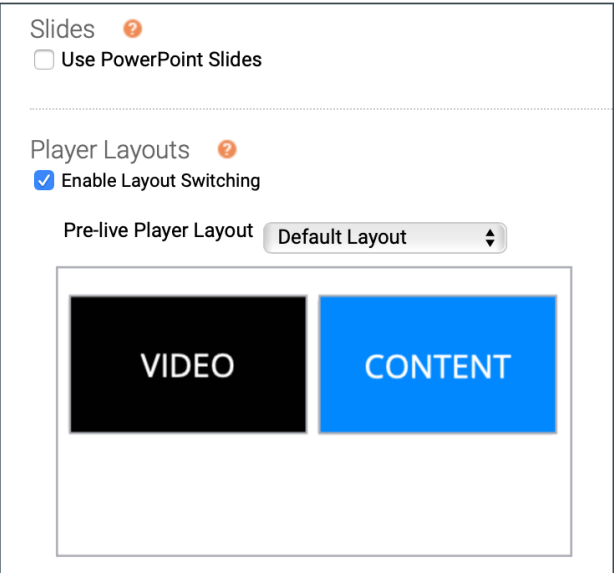 Slides ?
Use PowerPoint Slides
Player Layouts ?
Enable Layout Switching
Pre-live Player Layout Default Layout
VIDEO CONTENT